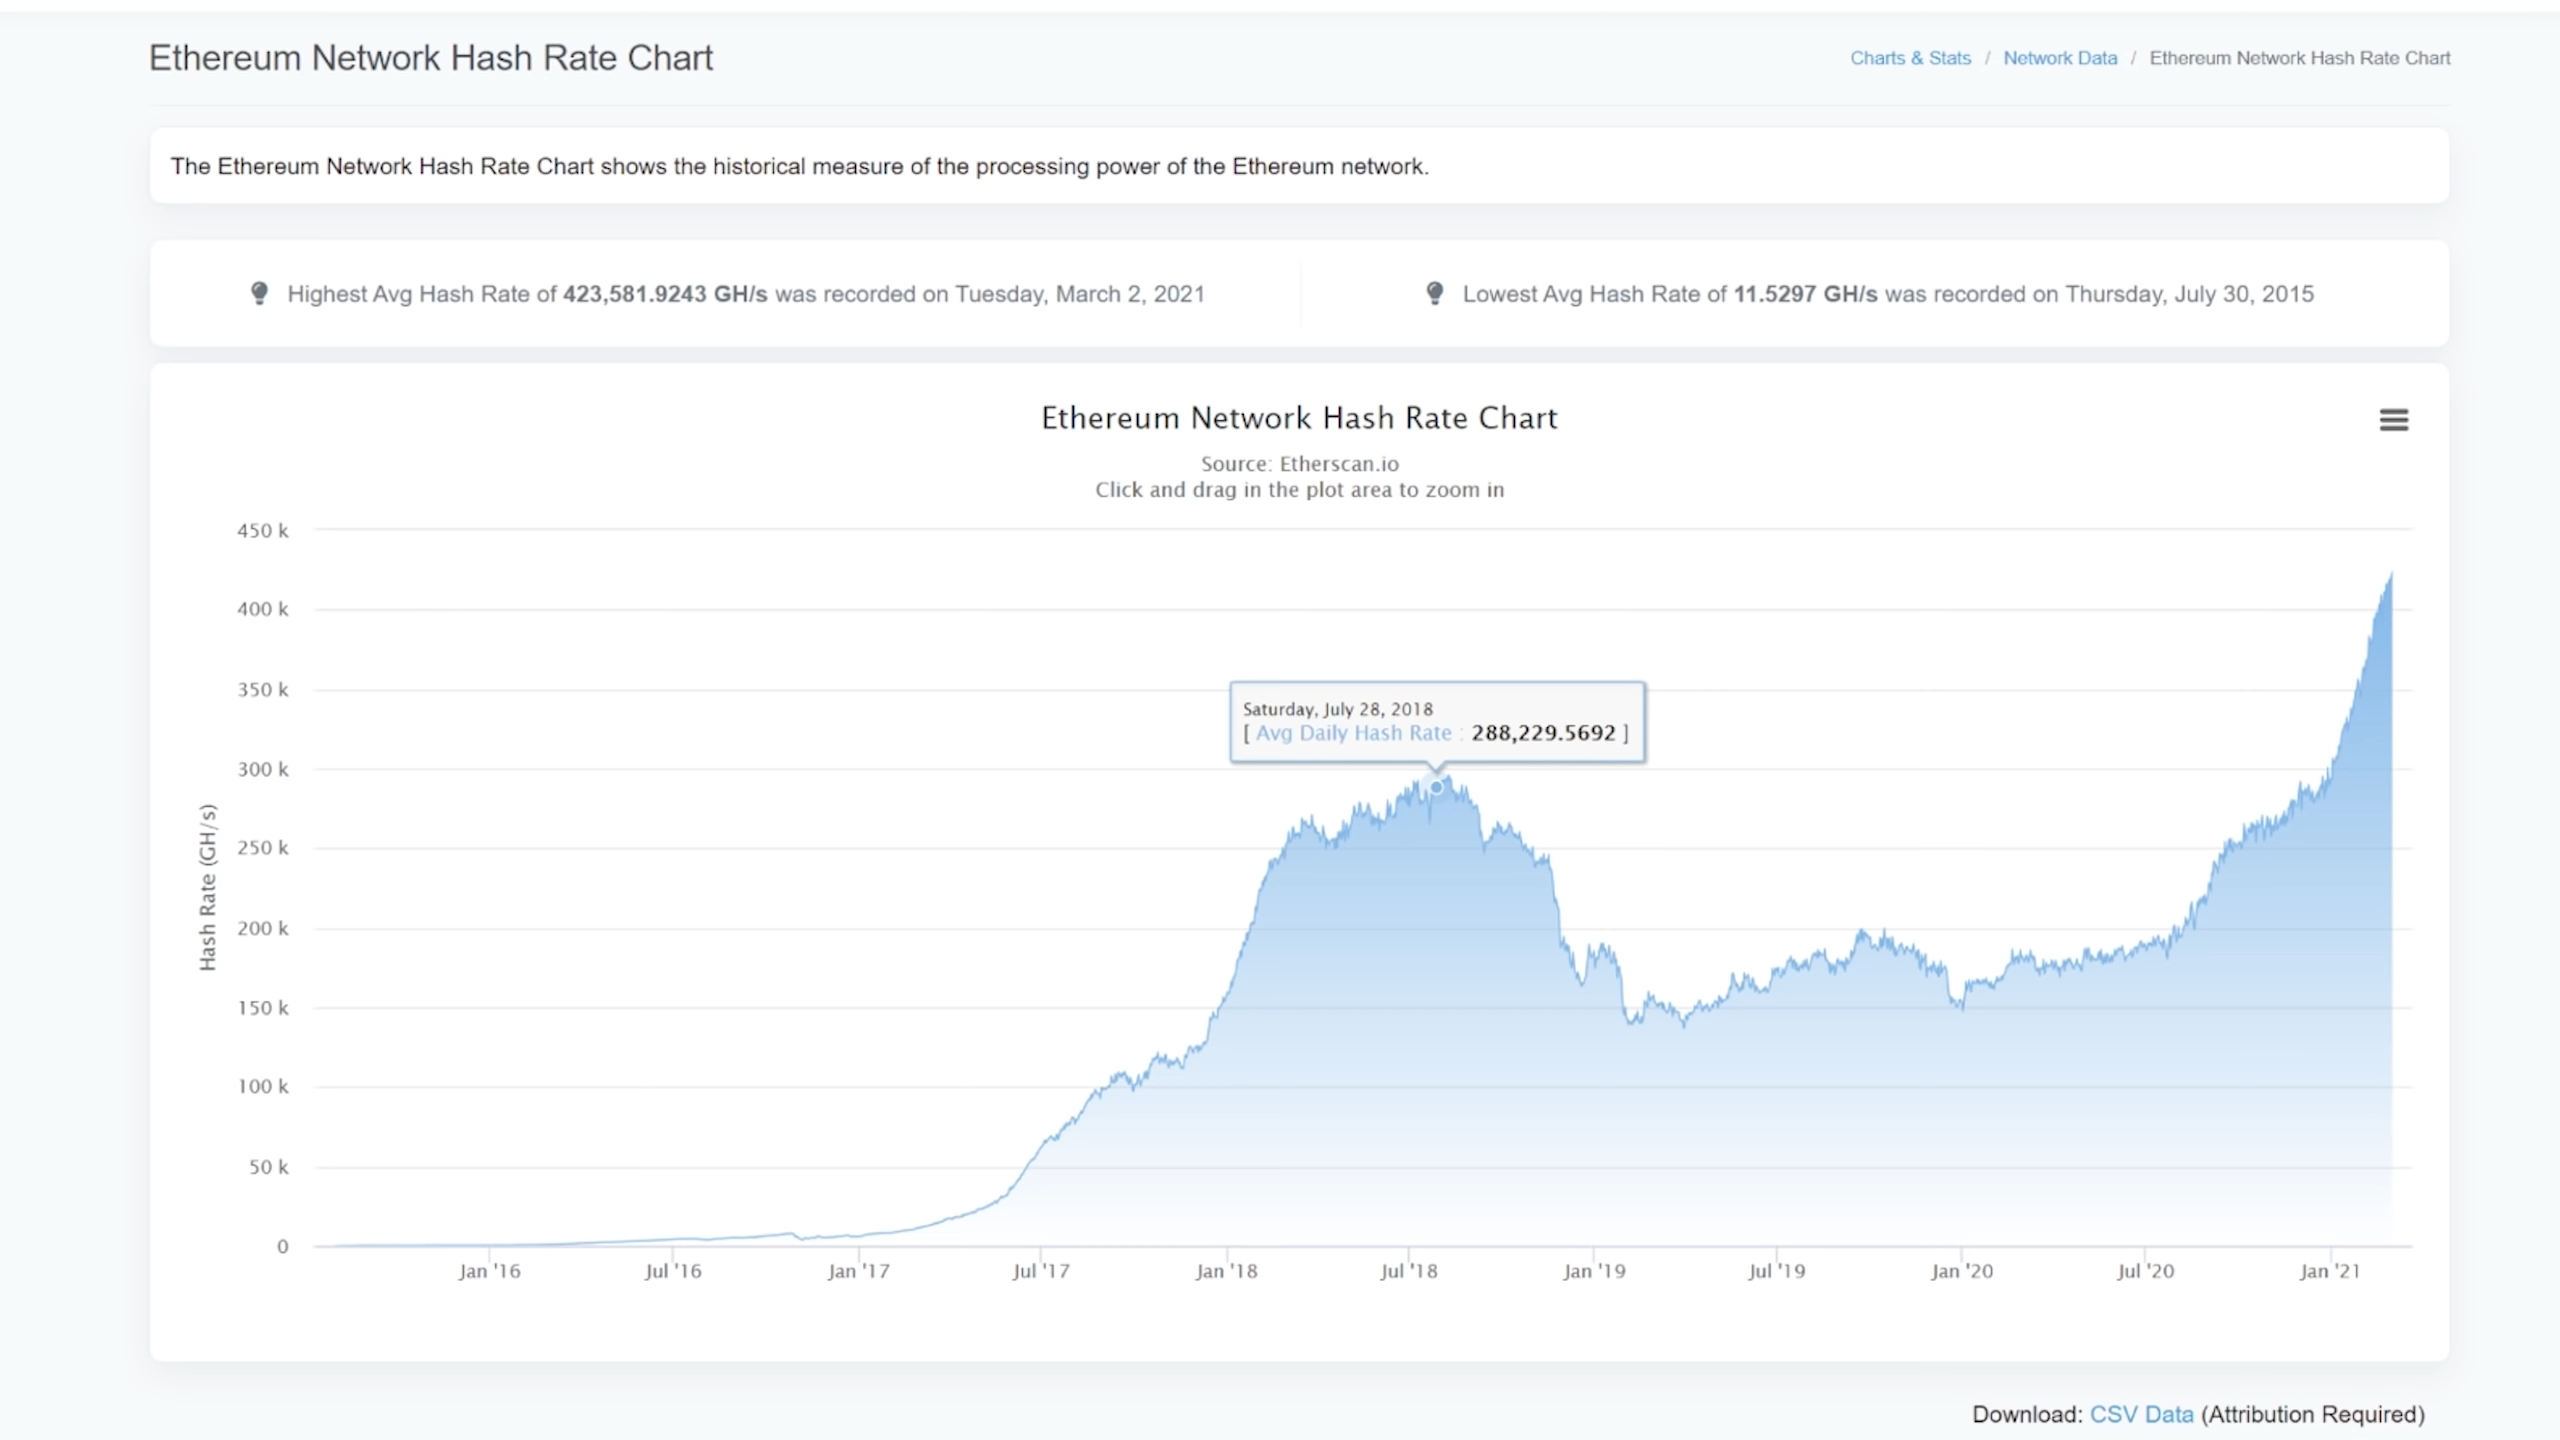 Ethereum Network Hash Rate Chart
Charts & Stats / Network Data / Ethereum Network Hash Rate Chart
The Ethereum Network Hash Rate Chart shows the historical measure of the processing power of the Ethereum network.
Highest Avg Hash Rate of 423,581.9243 GH/s was recorded on Tuesday, March 2, 2021
Lowest Avg Hash Rate of 11.5297 GH/s was recorded on Thursday, July 30, 2015
Ethereum Network Hash Rate Chart
Source: Etherscan.io
Click and drag in the plot area to zoom in
Hash Rate (GH/s)
450 k
400 k
350 k
300 k
250 k
200 k
150 k
100 k
50 k
0
Saturday, July 28, 2018
[ Avg Daily Hash Rate : 288,229.5692 ]
Jan '16 Jul '16 Jan '17 Jul '17 Jan '18 Jul '18 Jan '19 Jul '19 Jan '20 Jul '20 Jan '21
Download: CSV Data (Attribution Required)